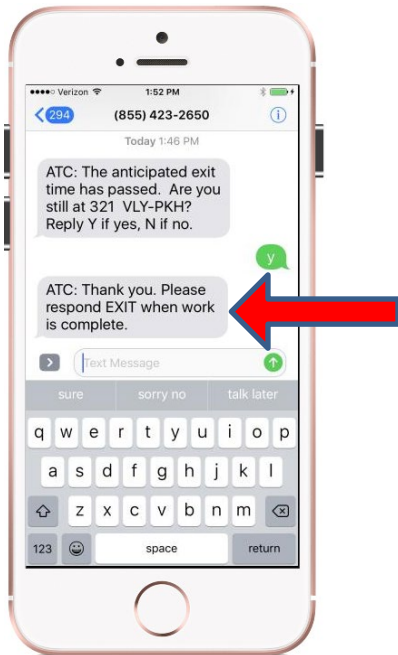 Verizon 1:52 PM
294 (855) 423-2650
Today 1:46 PM
ATC: The anticipated exit
time has passed. Are you
still at 321 VLY-PKH?
Reply Y if yes, N if no.
y
ATC: Thank you. Please
respond EXIT when work
is complete.
Text Message
sure sorry no talk later
q w e r t y u i o p
a s d f g h j k l
z x c v b n m
123 space return